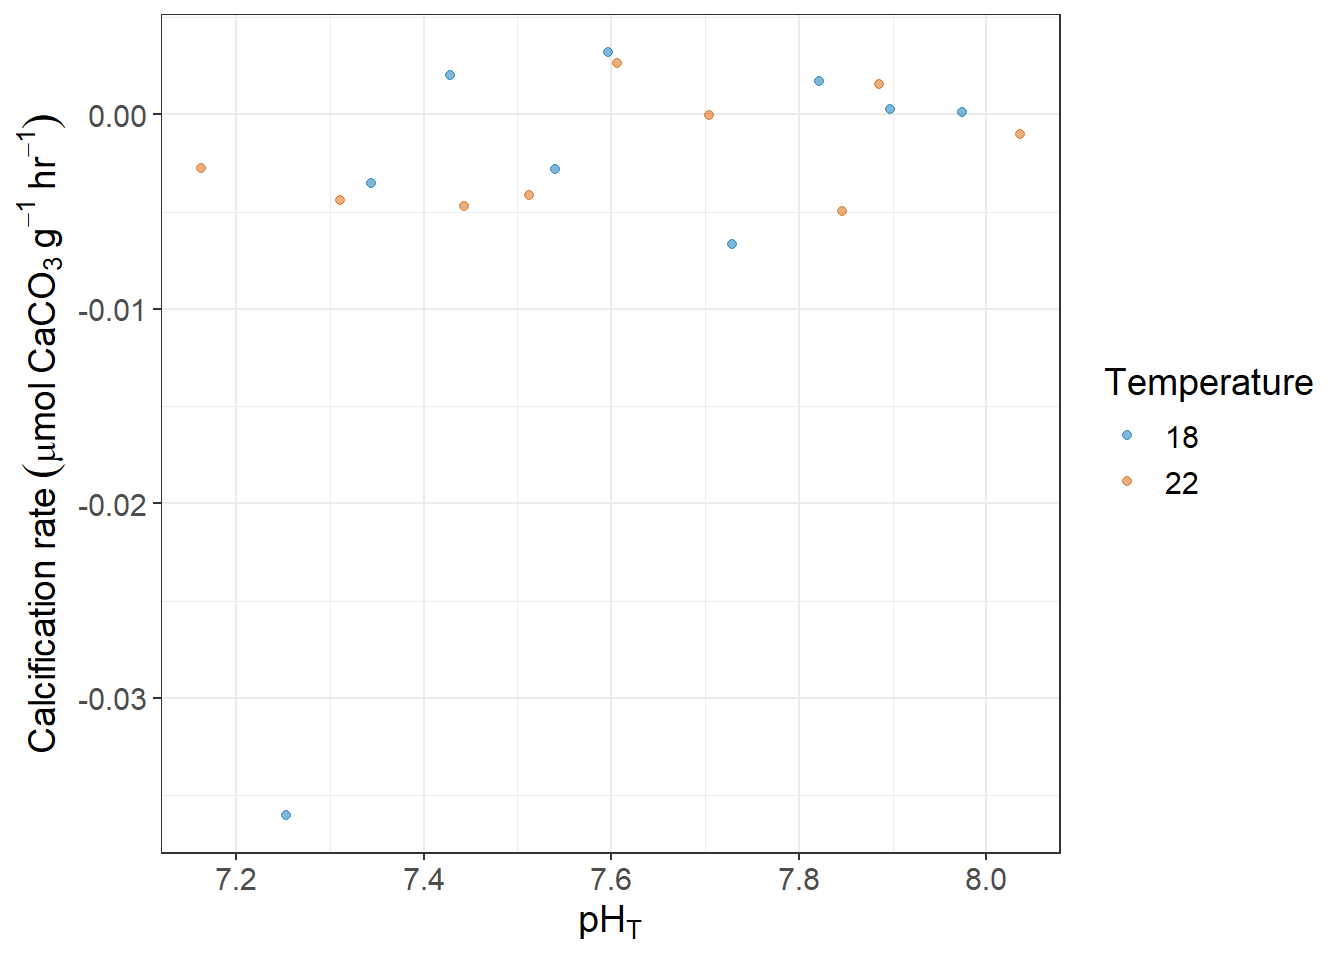 Calcification rate (μmol CaCO₃ g⁻¹ hr⁻¹)
0.00
-0.01
-0.02
-0.03
7.2 7.4 7.6 7.8 8.0
pH_T
Temperature
18
22